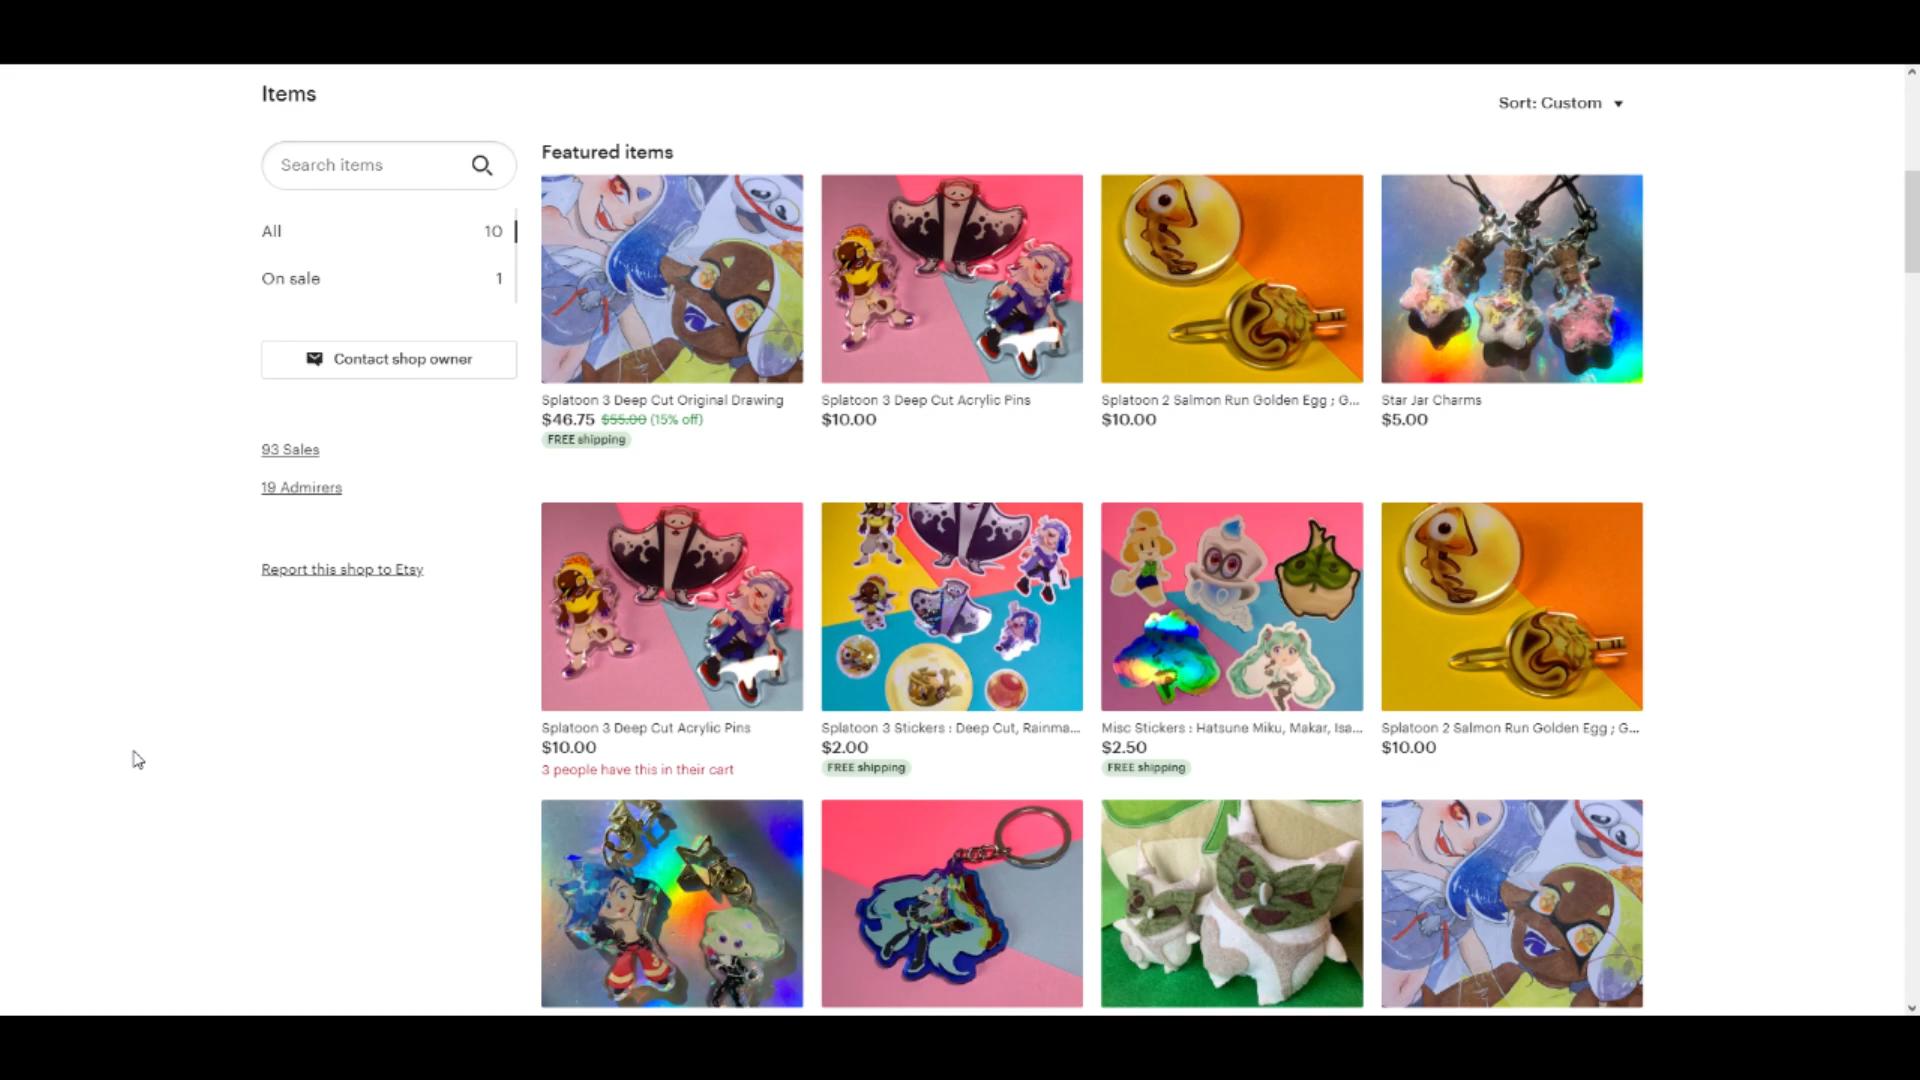 Items
Sort: Custom
Search items
All 10
On sale 1
Contact shop owner
93 Sales
19 Admirers
Report this shop to Etsy
Featured items
Splatoon 3 Deep Cut Original Drawing
$46.75 $55.00 (15% off)
FREE shipping
Splatoon 3 Deep Cut Acrylic Pins
$10.00
Splatoon 2 Salmon Run Golden Egg ; G...
$10.00
Star Jar Charms
$5.00
Splatoon 3 Deep Cut Acrylic Pins
$10.00
3 people have this in their cart
Splatoon 3 Stickers : Deep Cut, Rainma...
$2.00
FREE shipping
Misc Stickers : Hatsune Miku, Makar, Isa...
$2.50
FREE shipping
Splatoon 2 Salmon Run Golden Egg ; G...
$10.00